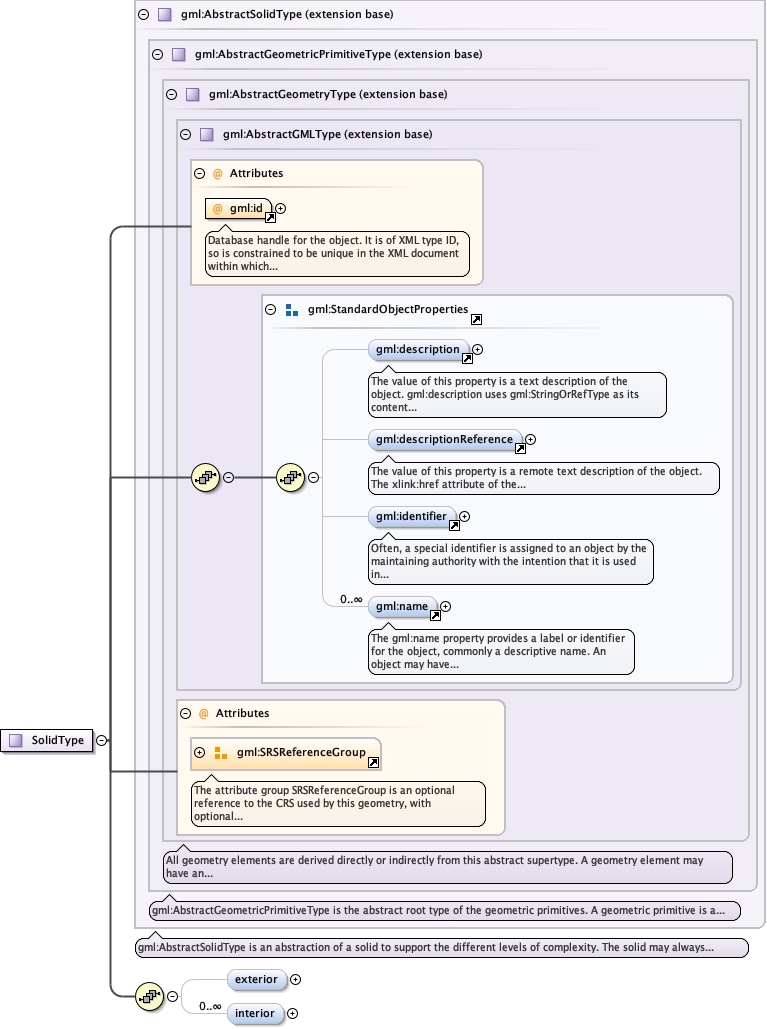 gml:AbstractSolidType (extension base)
gml:AbstractGeometricPrimitiveType (extension base)
gml:AbstractGeometryType (extension base)
gml:AbstractGMLType (extension base)
@ Attributes
@ gml:id
Database handle for the object. It is of XML type ID,
so is constrained to be unique in the XML document
within which...
gml:StandardObjectProperties
gml:description
The value of this property is a text description of the
object. gml:description uses gml:StringOrRefType as its
content...
gml:descriptionReference
The value of this property is a remote text description of the object.
The xlink:href attribute of the...
gml:identifier
Often, a special identifier is assigned to an object by the
maintaining authority with the intention that it is used
in...
0..∞
gml:name
The gml:name property provides a label or identifier
for the object, commonly a descriptive name. An
object may have...
@ Attributes
SolidType
gml:SRSReferenceGroup
The attribute group SRSReferenceGroup is an optional
reference to the CRS used by this geometry, with
optional...
All geometry elements are derived directly or indirectly from this abstract supertype. A geometry element may
have an...
gml:AbstractGeometricPrimitiveType is the abstract root type of the geometric primitives. A geometric primitive is a...
gml:AbstractSolidType is an abstraction of a solid to support the different levels of complexity. The solid may always...
exterior
0..∞
interior